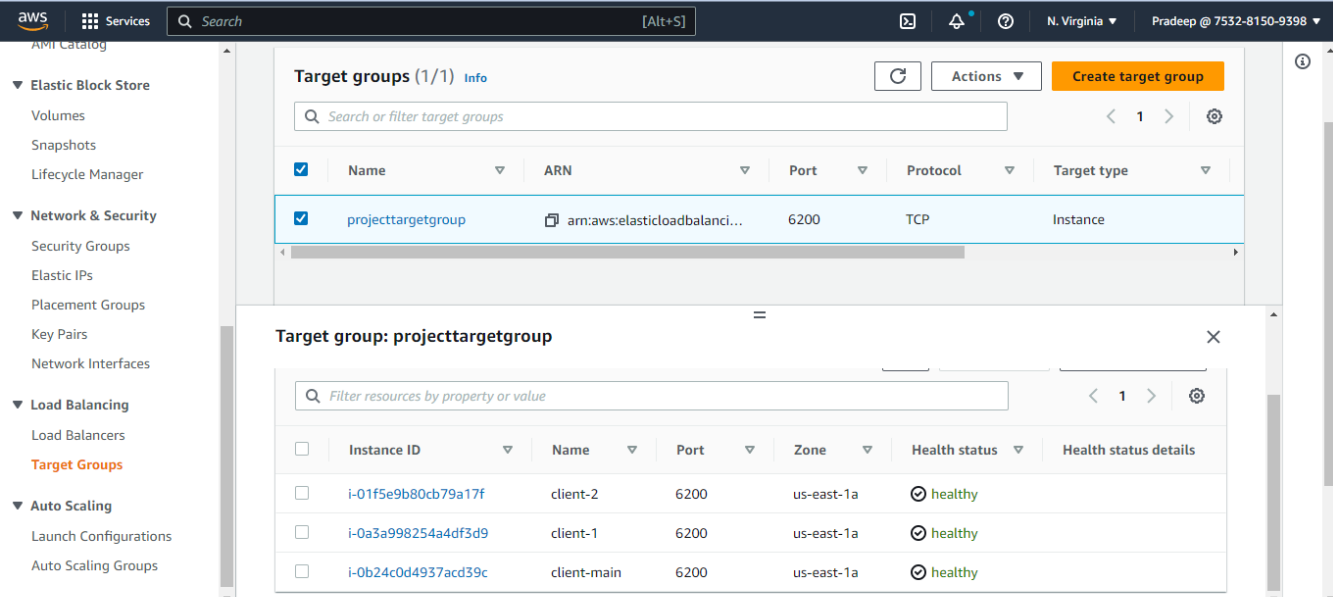 aws Services Search [Alt+S] N. Virginia Pradeep @ 7532-8150-9398
AMI Catalog
Elastic Block Store
Volumes
Snapshots
Lifecycle Manager
Network & Security
Security Groups
Elastic IPs
Placement Groups
Key Pairs
Network Interfaces
Load Balancing
Load Balancers
Target Groups
Auto Scaling
Launch Configurations
Auto Scaling Groups
Target groups (1/1) Info Actions Create target group
Search or filter target groups 1
Name ARN Port Protocol Target type
projecttargetgroup arn:aws:elasticloadbalanci... 6200 TCP Instance
Target group: projecttargetgroup
Filter resources by property or value 1
Instance ID Name Port Zone Health status Health status details
i-01f5e9b80cb79a17f client-2 6200 us-east-1a healthy
i-0a3a998254a4df3d9 client-1 6200 us-east-1a healthy
i-0b24c0d4937acd39c client-main 6200 us-east-1a healthy